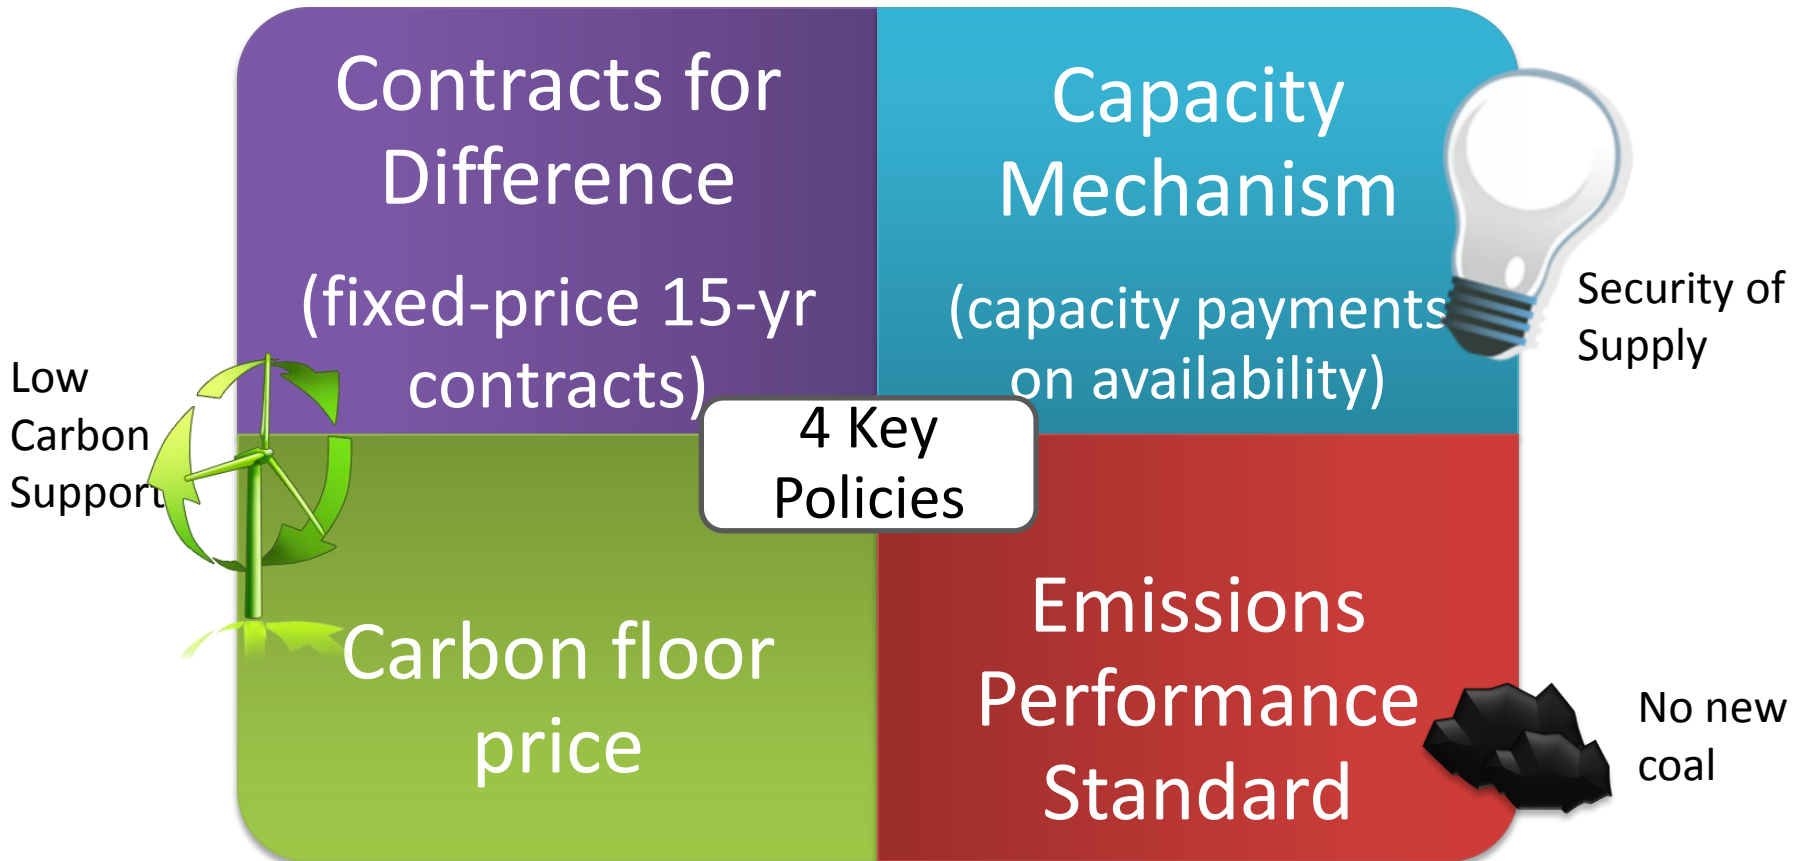 Contracts for
Difference
(fixed-price 15-yr
contracts)
Capacity
Mechanism
(capacity payments
on availability)
Security of
Supply
Low
Carbon
Support
4 Key
Policies
Carbon floor
price
Emissions
Performance
Standard
No new
coal